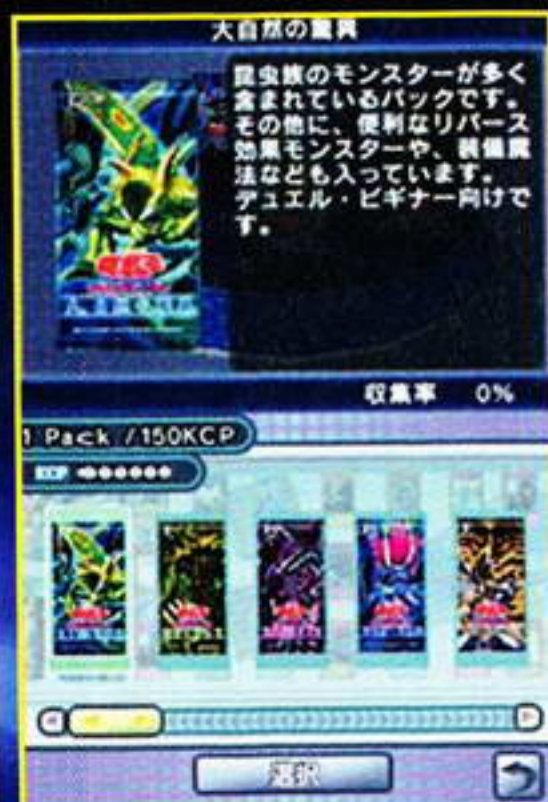 大自然の驚異
昆虫族のモンスターが多く
含まれているパックです。
その他に、便利なリバース
効果モンスターや、装備魔
法なども入っています。
デュエル・ビギナー向けで
す。
収集率 0%
1 Pack /150KCP
選択